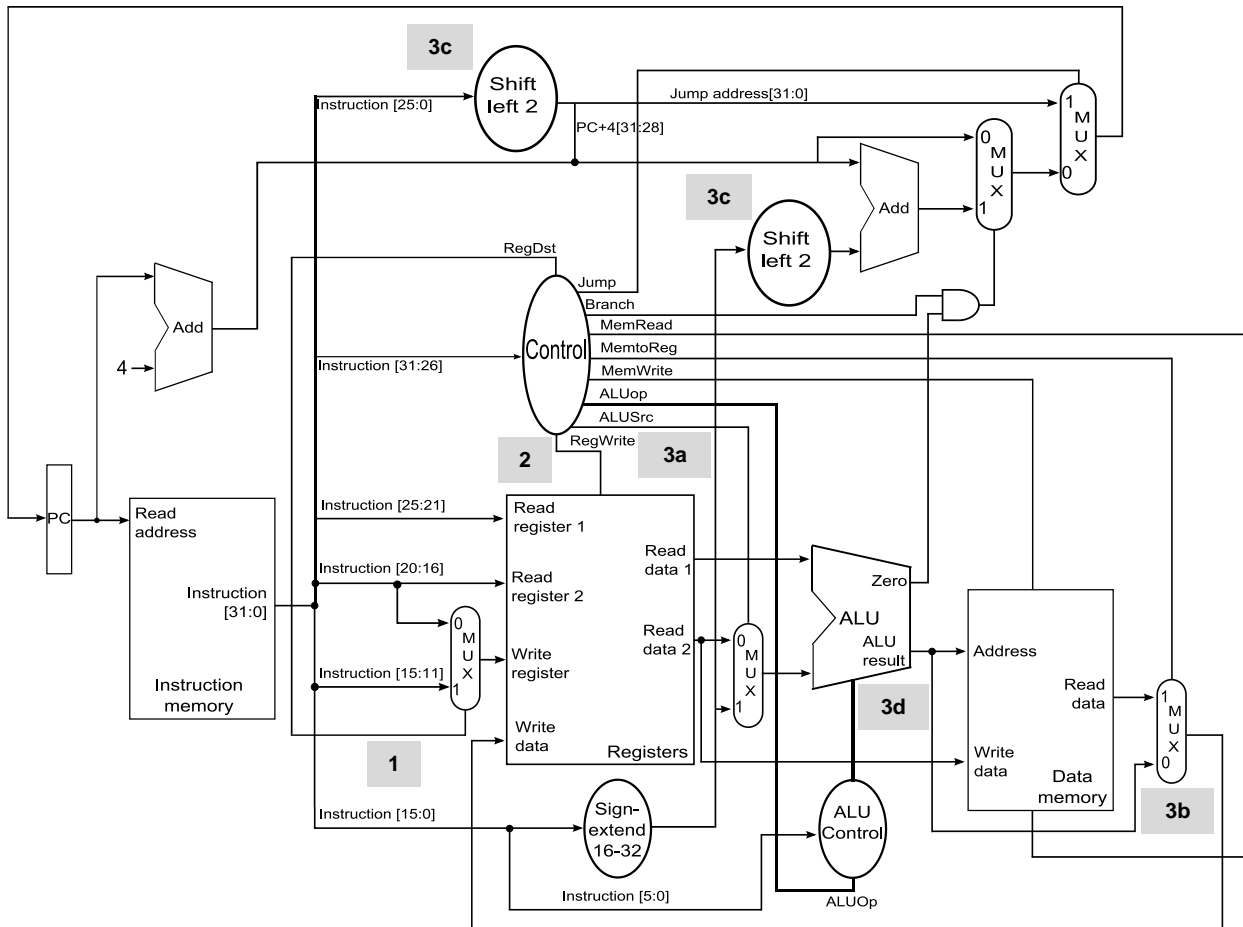 3c
Shift
left 2
Instruction [25:0]
Jump address[31:0]
PC+4[31:28]
1
M
U
X
0
0
M
U
X
1
3c
Shift
left 2
Add
RegDst
Jump
Branch
MemRead
MemtoReg
MemWrite
ALUop
ALUSrc
RegWrite
Control
Add
4
Instruction [31:26]
2
3a
PC
Read
address
Instruction
[31:0]
Instruction
memory
Instruction [25:21]
Instruction [20:16]
Instruction [15:11]
0
M
U
X
1
1
Read
register 1
Read
register 2
Write
register
Write
data
Read
data 1
Read
data 2
Registers
0
M
U
X
1
Zero
ALU
ALU
result
3d
Address
Read
data
Write
data
Data
memory
1
M
U
X
0
3b
Instruction [15:0]
Sign-
extend
16-32
ALU
Control
Instruction [5:0]
ALUOp